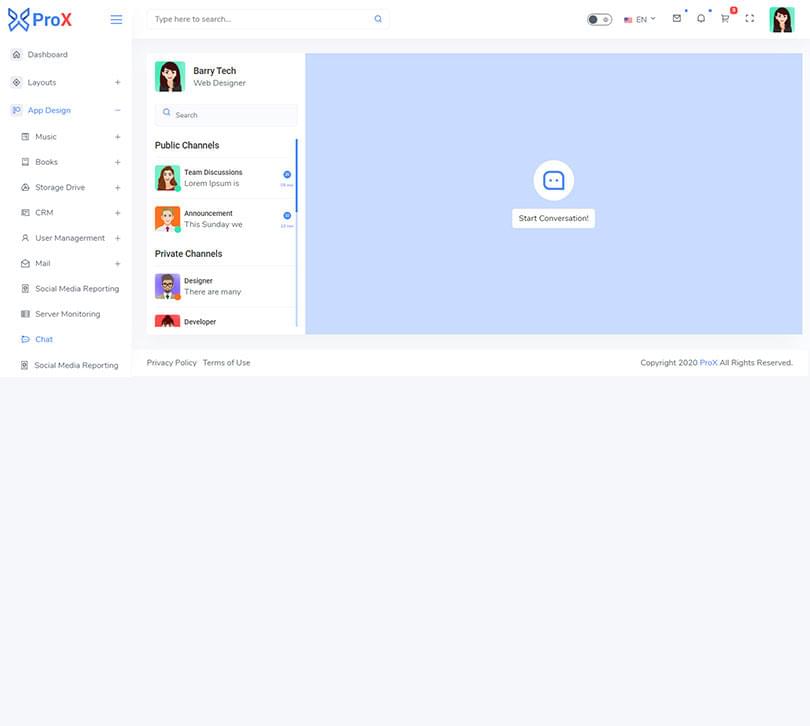 ProX
Type here to search...
EN
Dashboard
Layouts
App Design
Music
Books
Storage Drive
CRM
User Managerment
Mail
Social Media Reporting
Server Monitoring
Chat
Social Media Reporting
Barry Tech
Web Designer
Search
Public Channels
Team Discussions
Lorem Ipsum is
Announcement
This Sunday we
Private Channels
Designer
There are many
Developer
Start Conversation!
Privacy Policy Terms of Use
Copyright 2020 ProX All Rights Reserved.